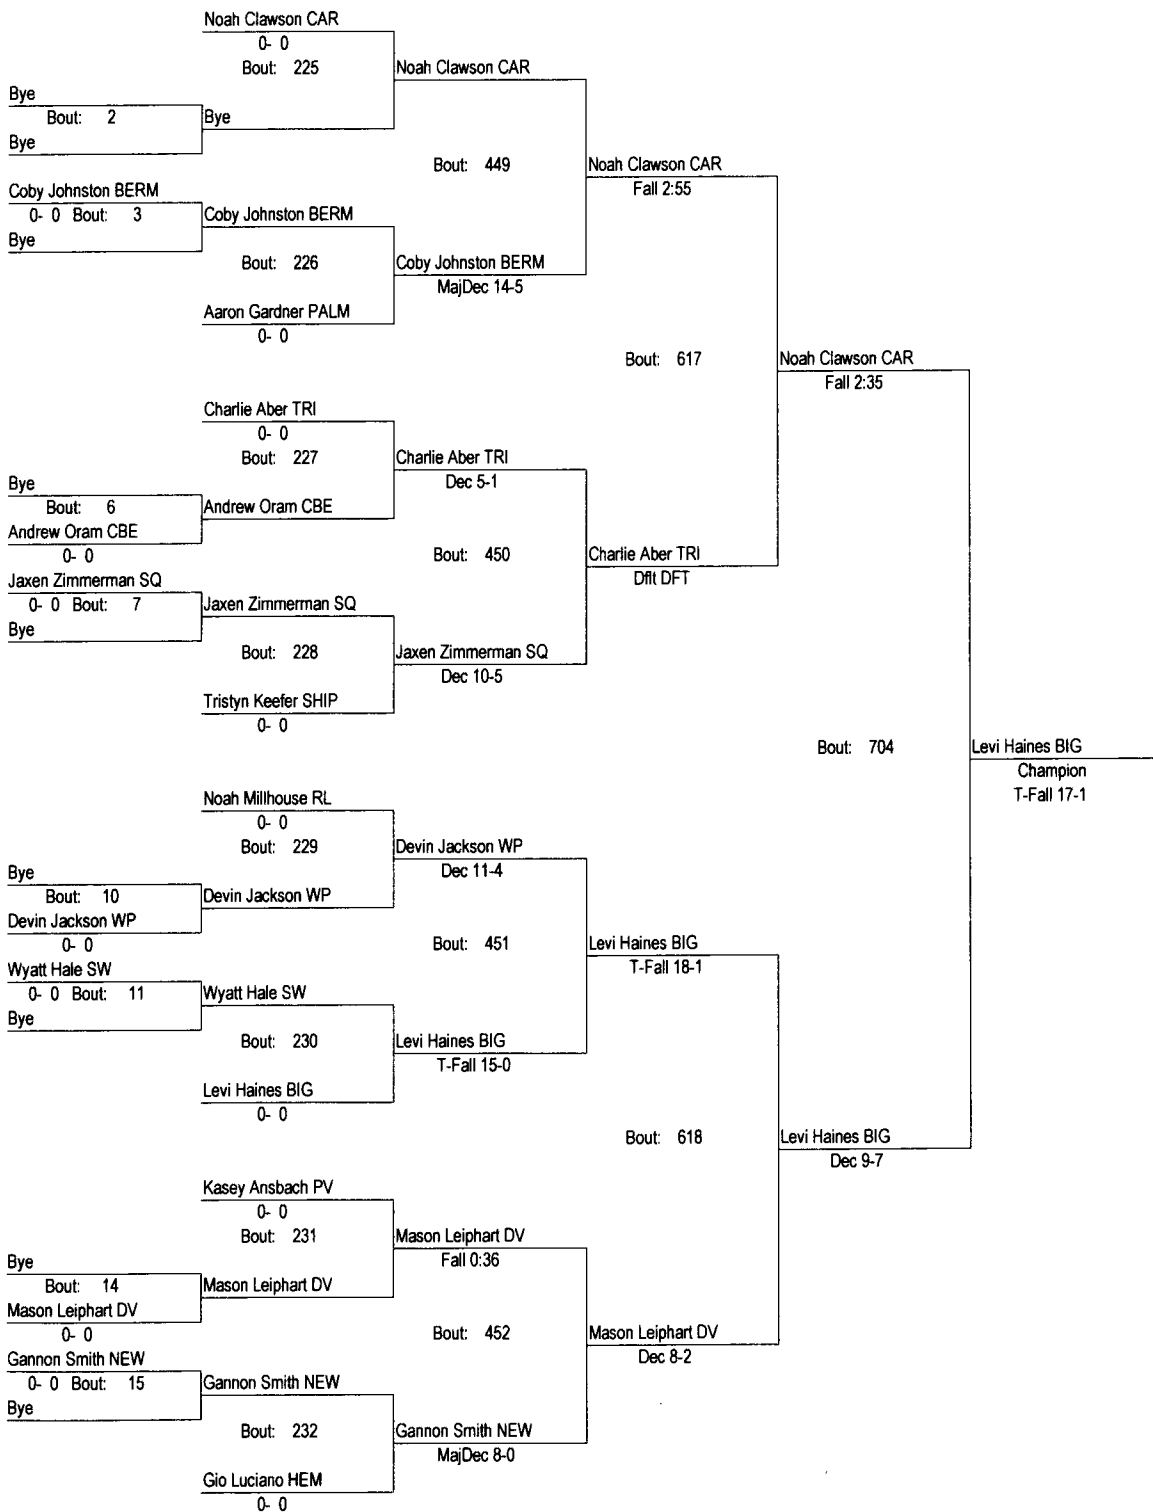 Noah Clawson CAR
0- 0
Bout: 225
Noah Clawson CAR
Bye
Bout: 2
Bye
Bye
Bout: 449
Noah Clawson CAR
Fall 2:55
Coby Johnston BERM
0- 0 Bout: 3
Coby Johnston BERM
Bye
Bout: 226
Coby Johnston BERM
MajDec 14-5
Aaron Gardner PALM
0- 0
Bout: 617
Noah Clawson CAR
Fall 2:35
Charlie Aber TRI
0- 0
Bout: 227
Charlie Aber TRI
Dec 5-1
Bye
Bout: 6
Andrew Oram CBE
Andrew Oram CBE
0- 0
Bout: 450
Charlie Aber TRI
Dflt DFT
Jaxen Zimmerman SQ
0- 0 Bout: 7
Jaxen Zimmerman SQ
Bye
Bout: 228
Jaxen Zimmerman SQ
Dec 10-5
Tristyn Keefer SHIP
0- 0
Bout: 704
Levi Haines BIG
Champion
T-Fall 17-1
Noah Millhouse RL
0- 0
Bout: 229
Devin Jackson WP
Dec 11-4
Bye
Bout: 10
Devin Jackson WP
Devin Jackson WP
0- 0
Bout: 451
Levi Haines BIG
T-Fall 18-1
Wyatt Hale SW
0- 0 Bout: 11
Wyatt Hale SW
Bye
Bout: 230
Levi Haines BIG
T-Fall 15-0
Levi Haines BIG
0- 0
Bout: 618
Levi Haines BIG
Dec 9-7
Kasey Ansbach PV
0- 0
Bout: 231
Mason Leiphart DV
Fall 0:36
Bye
Bout: 14
Mason Leiphart DV
Mason Leiphart DV
0- 0
Bout: 452
Mason Leiphart DV
Dec 8-2
Gannon Smith NEW
0- 0 Bout: 15
Gannon Smith NEW
Bye
Bout: 232
Gannon Smith NEW
MajDec 8-0
Gio Luciano HEM
0- 0